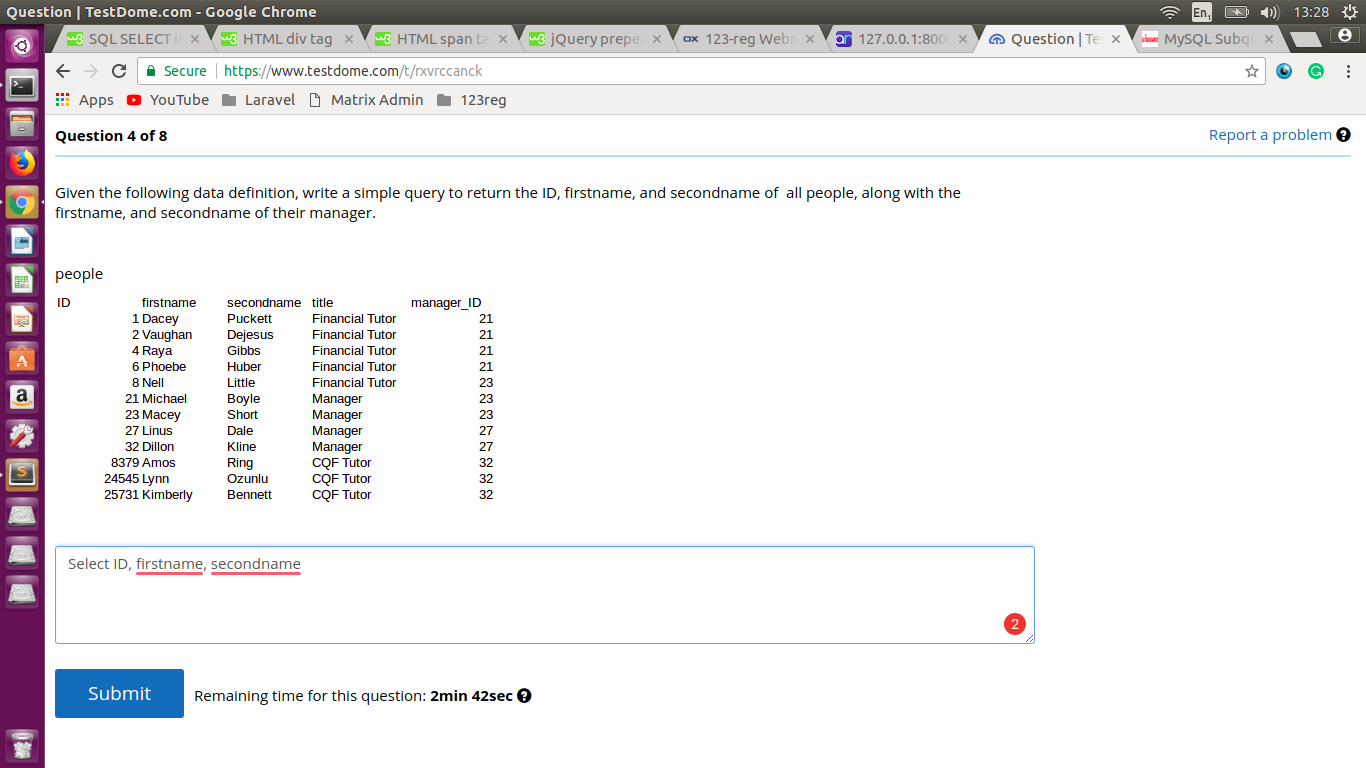 Question | TestDome.com - Google Chrome
En1
13:28
SQL SELECT
HTML div tag
HTML span ta
jQuery prepe
123-reg Webm
127.0.0.1:800
Question | Te
MySQL Subqu
Secure
https://www.testdome.com/t/rxvrccanck
Apps YouTube Laravel Matrix Admin 123reg
Question 4 of 8
Report a problem ?
Given the following data definition, write a simple query to return the ID, firstname, and secondname of all people, along with the
firstname, and secondname of their manager.
people
ID firstname secondname title manager_ID
1 Dacey Puckett Financial Tutor 21
2 Vaughan Dejesus Financial Tutor 21
4 Raya Gibbs Financial Tutor 21
6 Phoebe Huber Financial Tutor 21
8 Nell Little Financial Tutor 23
21 Michael Boyle Manager 23
23 Macey Short Manager 23
27 Linus Dale Manager 27
32 Dillon Kline Manager 27
8379 Amos Ring CQF Tutor 32
24545 Lynn Ozunlu CQF Tutor 32
25731 Kimberly Bennett CQF Tutor 32
Select ID, firstname, secondname
2
Submit
Remaining time for this question: 2min 42sec ?